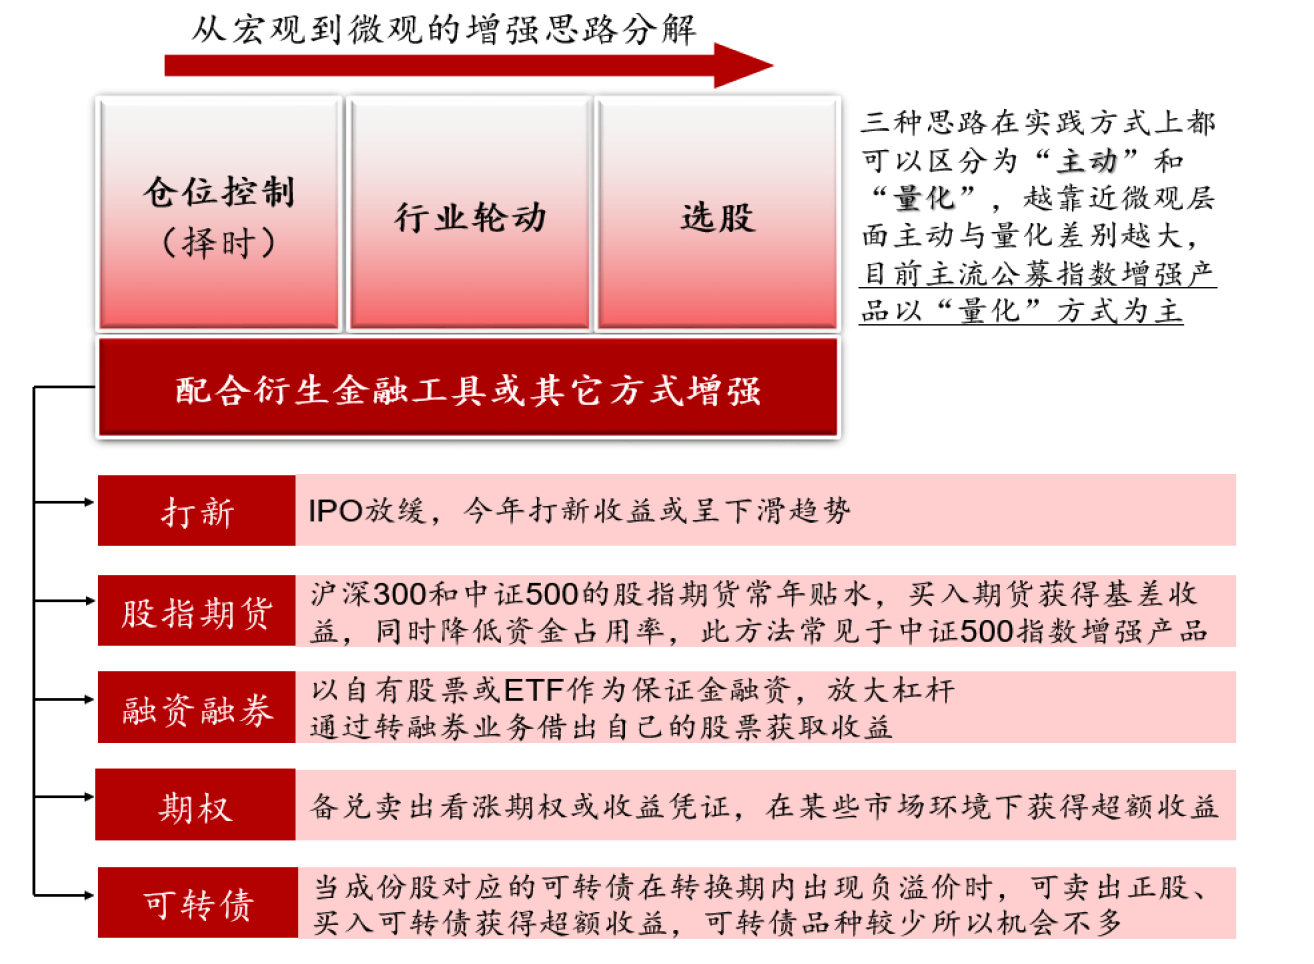 从宏观到微观的增强思路分解
仓位控制
（择时）
行业轮动
选股
三种思路在实践方式上都
可以区分为“主动”和
“量化”，越靠近微观层
面主动与量化差别越大，
目前主流公募指数增强产
品以“量化”方式为主
配合衍生金融工具或其它方式增强
打新
IPO放缓，今年打新收益或呈下滑趋势
股指期货
沪深300和中证500的股指期货常年贴水，买入期货获得基差收
益，同时降低资金占用率，此方法常见于中证500指数增强产品
融资融券
以自有股票或ETF作为保证金融资，放大杠杆
通过转融券业务借出自己的股票获取收益
期权
备兑卖出看涨期权或收益凭证，在某些市场环境下获得超额收益
可转债
当成份股对应的可转债在转换期内出现负溢价时，可卖出正股、
买入可转债获得超额收益，可转债品种较少所以机会不多